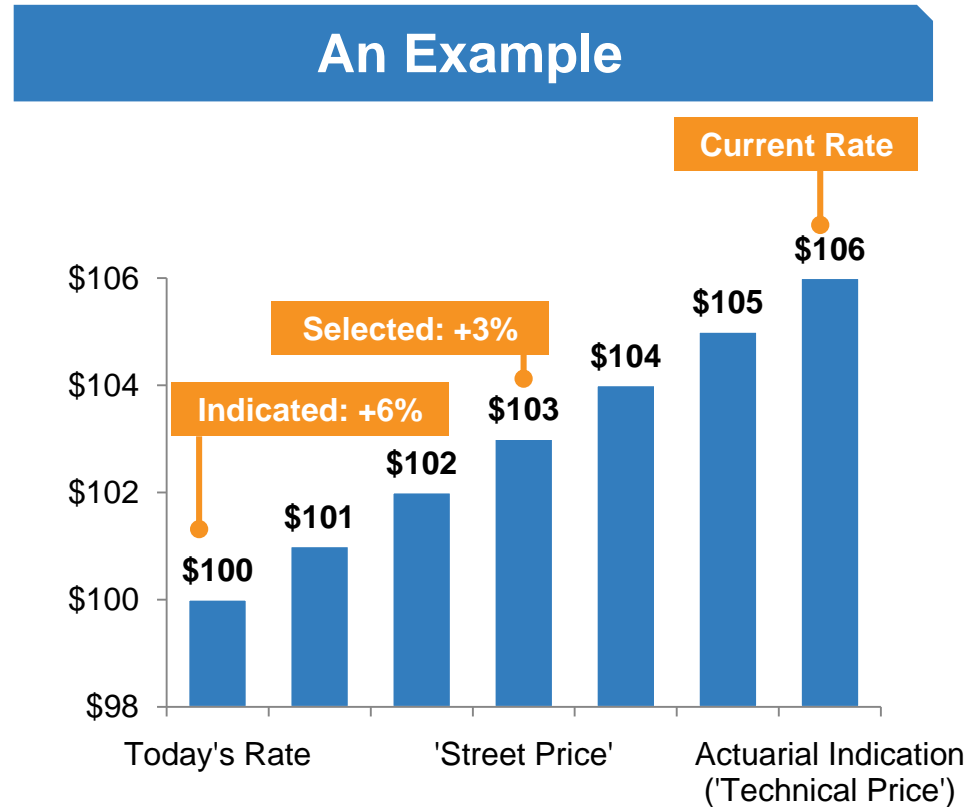 An Example
Current Rate
$106
$106
$105
Selected: +3%
$104
$104
$103
Indicated: +6%
$102
$102
$101
$100
$100
$98
Today's Rate
'Street Price'
Actuarial Indication
('Technical Price')